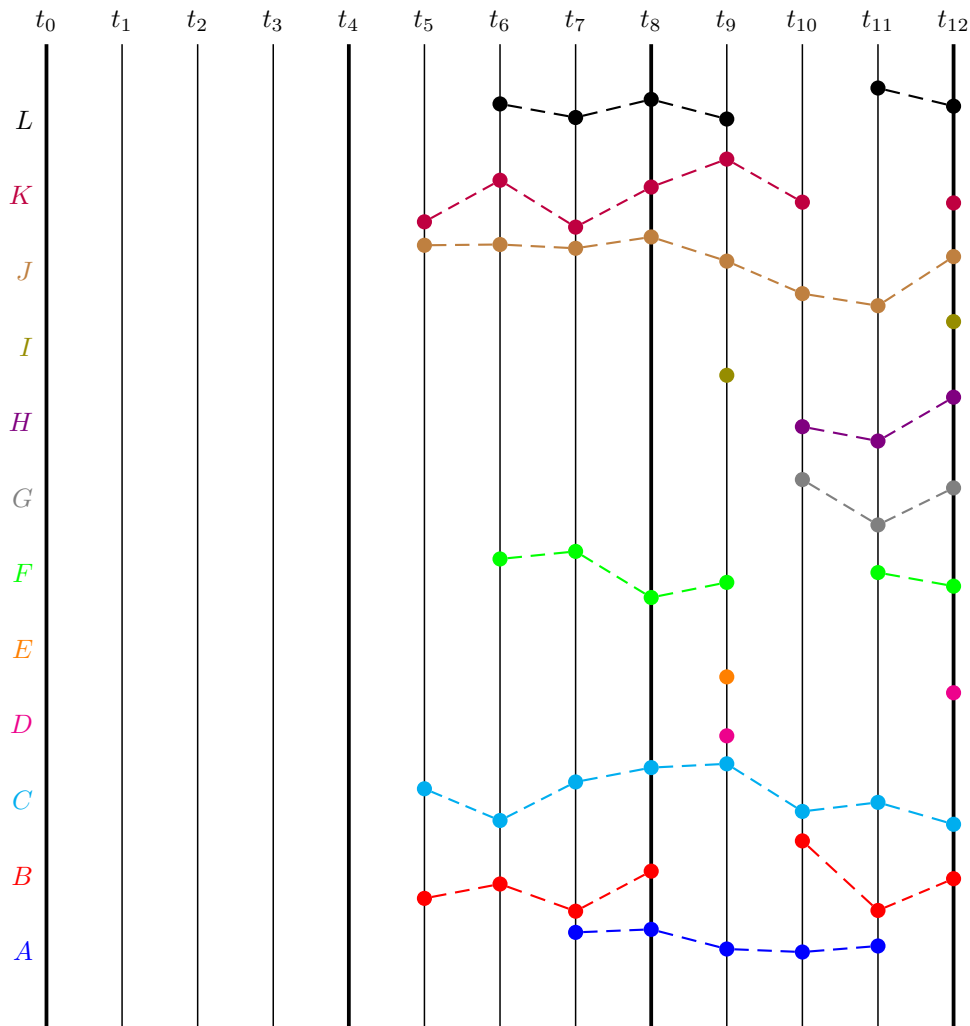 t₀ t₁ t₂ t₃ t₄ t₅ t₆ t₇ t₈ t₉ t₁₀ t₁₁ t₁₂
L
K
J
I
H
G
F
E
D
C
B
A